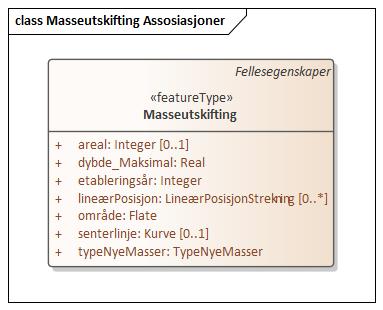 class Masseutskifting Assosiasjoner
Fellesegenskaper
«featureType»
Masseutskifting
+ areal: Integer [0..1]
+ dybde_Maksimal: Real
+ etableringsår: Integer
+ lineærPosisjon: LineærPosisjonStrekning [0..*]
+ område: Flate
+ senterlinje: Kurve [0..1]
+ typeNyeMasser: TypeNyeMasser